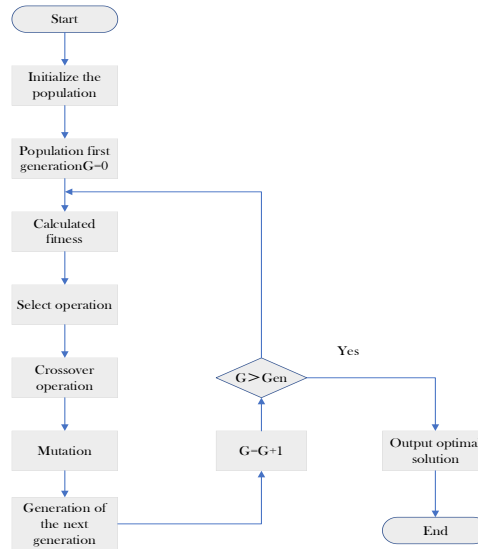 Start
Initialize the
population
Population first
generationG=0
Calculated
fitness
Select operation
Crossover
operation
Mutation
Generation of
the next
generation
G=G+1
G＞Gen
Yes
Output optima
solution
End